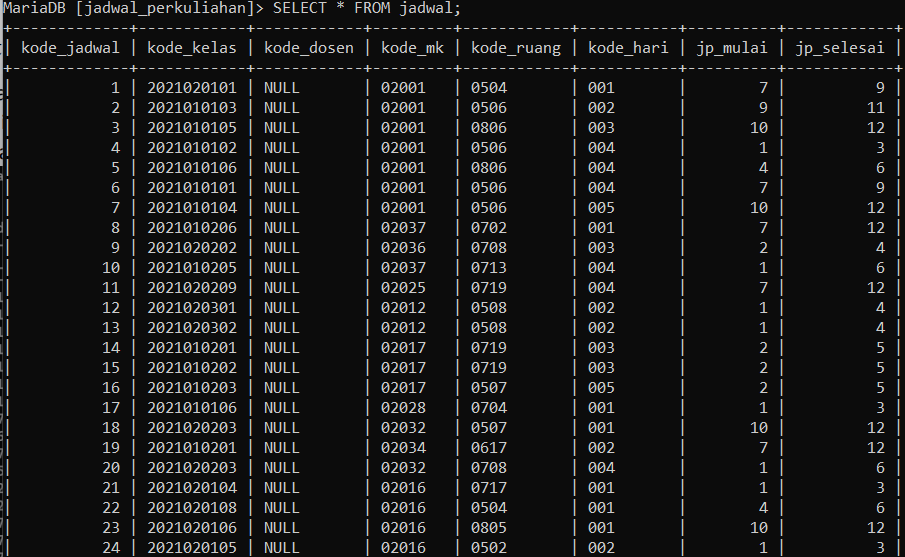 MariaDB [jadwal_perkuliahan]> SELECT * FROM jadwal;
+--------------+------------+------------+---------+------------+-----------+----------+------------+
| kode_jadwal | kode_kelas | kode_dosen | kode_mk | kode_ruang | kode_hari | jp_mulai | jp_selesai |
+--------------+------------+------------+---------+------------+-----------+----------+------------+
| 1 | 2021020101 | NULL | 02001 | 0504 | 001 | 7 | 9 |
| 2 | 2021010103 | NULL | 02001 | 0506 | 002 | 9 | 11 |
| 3 | 2021010105 | NULL | 02001 | 0806 | 003 | 10 | 12 |
| 4 | 2021010102 | NULL | 02001 | 0506 | 004 | 1 | 3 |
| 5 | 2021010106 | NULL | 02001 | 0806 | 004 | 4 | 6 |
| 6 | 2021010101 | NULL | 02001 | 0506 | 004 | 7 | 9 |
| 7 | 2021010104 | NULL | 02001 | 0506 | 005 | 10 | 12 |
| 8 | 2021010206 | NULL | 02037 | 0702 | 001 | 7 | 12 |
| 9 | 2021020202 | NULL | 02036 | 0708 | 003 | 2 | 4 |
| 10 | 2021010205 | NULL | 02037 | 0713 | 004 | 1 | 6 |
| 11 | 2021020209 | NULL | 02025 | 0719 | 004 | 7 | 12 |
| 12 | 2021020301 | NULL | 02012 | 0508 | 002 | 1 | 4 |
| 13 | 2021020302 | NULL | 02012 | 0508 | 002 | 1 | 4 |
| 14 | 2021010201 | NULL | 02017 | 0719 | 003 | 2 | 5 |
| 15 | 2021010202 | NULL | 02017 | 0719 | 003 | 2 | 5 |
| 16 | 2021010203 | NULL | 02017 | 0507 | 005 | 2 | 5 |
| 17 | 2021010106 | NULL | 02028 | 0704 | 001 | 1 | 3 |
| 18 | 2021020203 | NULL | 02032 | 0507 | 001 | 10 | 12 |
| 19 | 2021010201 | NULL | 02034 | 0617 | 002 | 7 | 12 |
| 20 | 2021020203 | NULL | 02032 | 0708 | 004 | 1 | 6 |
| 21 | 2021020104 | NULL | 02016 | 0717 | 001 | 1 | 3 |
| 22 | 2021020108 | NULL | 02016 | 0504 | 001 | 4 | 6 |
| 23 | 2021020106 | NULL | 02016 | 0805 | 001 | 10 | 12 |
| 24 | 2021020105 | NULL | 02016 | 0502 | 002 | 1 | 3 |